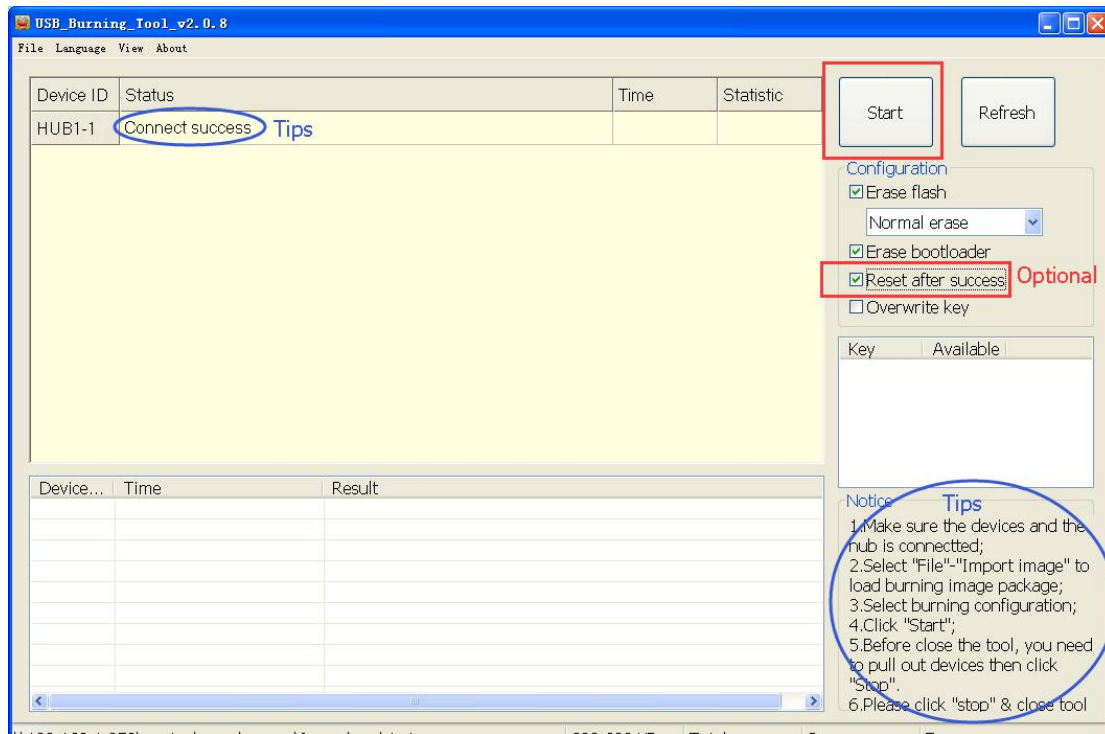 USB_Burning_Tool_v2.0.8
File Language View About
Device ID Status Time Statistic
HUB1-1 Connect success Tips
Start Refresh
Configuration
Erase flash
Normal erase
Erase bootloader
Reset after success Optional
Overwrite key
Key Available
Device... Time Result
Notice Tips
1.Make sure the devices and the
hub is connectted;
2.Select "File"-"Import image" to
load burning image package;
3.Select burning configuration;
4.Click "Start";
5.Before close the tool, you need
to pull out devices then click
"Stop".
6.Please click "stop" & close tool